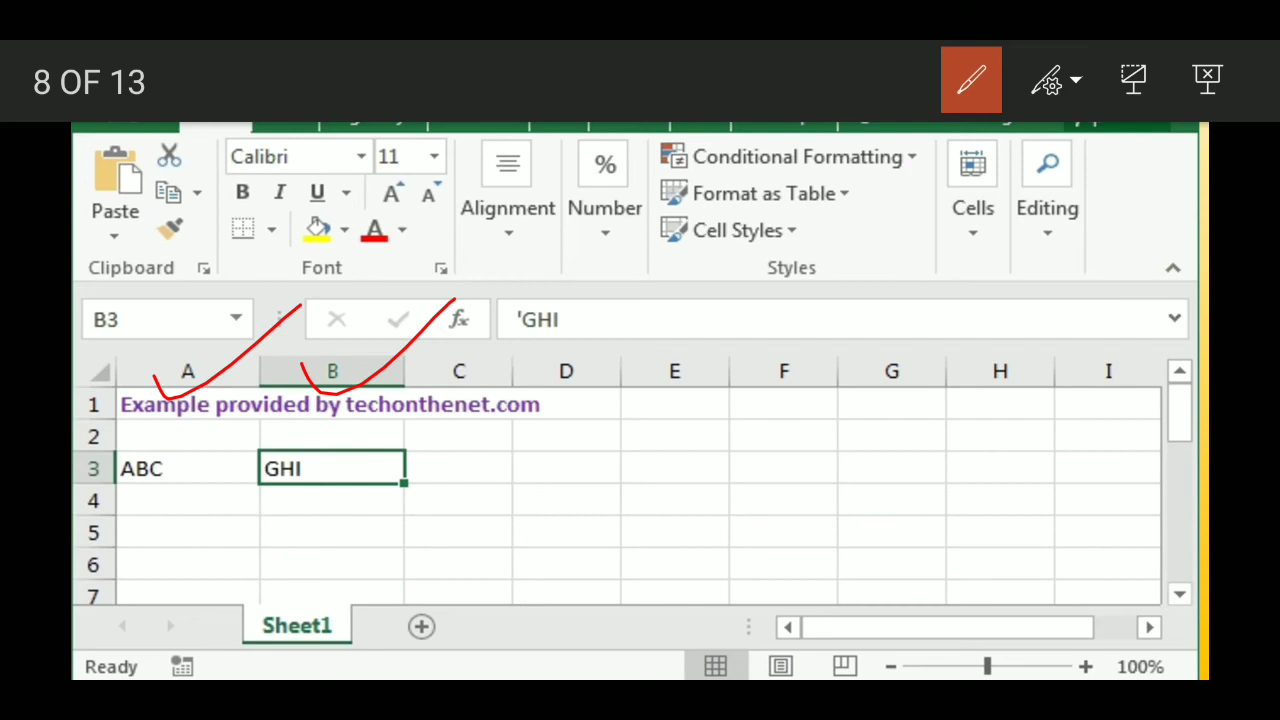 8 OF 13
Calibri 11 % Conditional Formatting
B I U A A Format as Table
Paste Alignment Number Cell Styles Cells Editing
A
Clipboard Font Styles
B3 fx 'GHI
A B C D E F G H I
1 Example provided by techonthenet.com
2
3 ABC GHI
4
5
6
7
Sheet1
Ready 100%